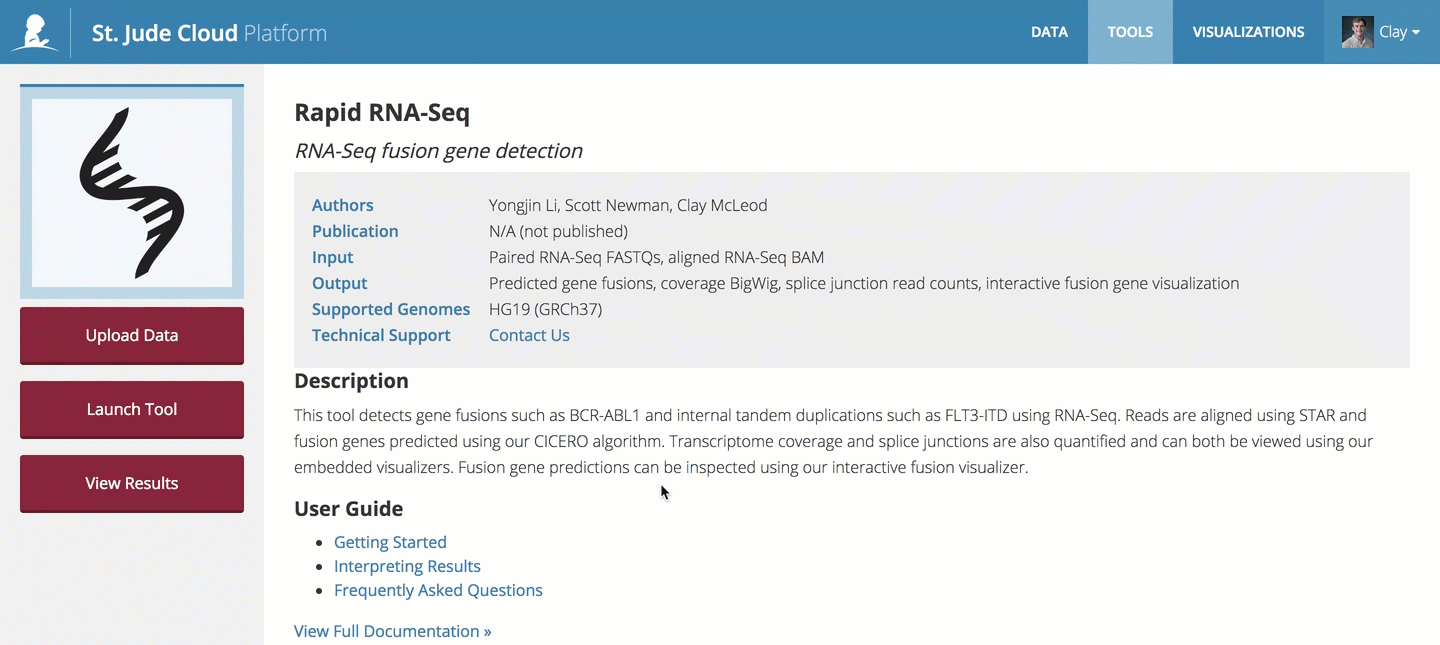 St. Jude Cloud Platform
DATA
TOOLS
VISUALIZATIONS
Clay
Upload Data
Launch Tool
View Results
Rapid RNA-Seq
RNA-Seq fusion gene detection
Authors Yongjin Li, Scott Newman, Clay McLeod
Publication N/A (not published)
Input Paired RNA-Seq FASTQs, aligned RNA-Seq BAM
Output Predicted gene fusions, coverage BigWig, splice junction read counts, interactive fusion gene visualization
Supported Genomes HG19 (GRCh37)
Technical Support Contact Us
Description
This tool detects gene fusions such as BCR-ABL1 and internal tandem duplications such as FLT3-ITD using RNA-Seq. Reads are aligned using STAR and
fusion genes predicted using our CICERO algorithm. Transcriptome coverage and splice junctions are also quantified and can both be viewed using our
embedded visualizers. Fusion gene predictions can be inspected using our interactive fusion visualizer.
User Guide
Getting Started
Interpreting Results
Frequently Asked Questions
View Full Documentation »